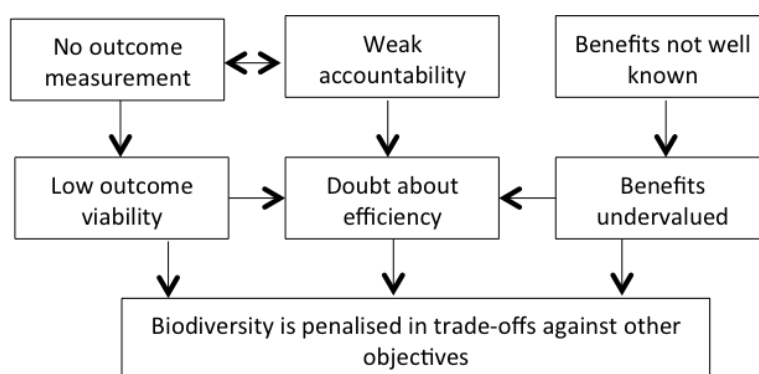 No outcome
measurement
Weak
accountability
Benefits not well
known
Low outcome
viability
Doubt about
efficiency
Benefits
undervalued
Biodiversity is penalised in trade-offs against other
objectives